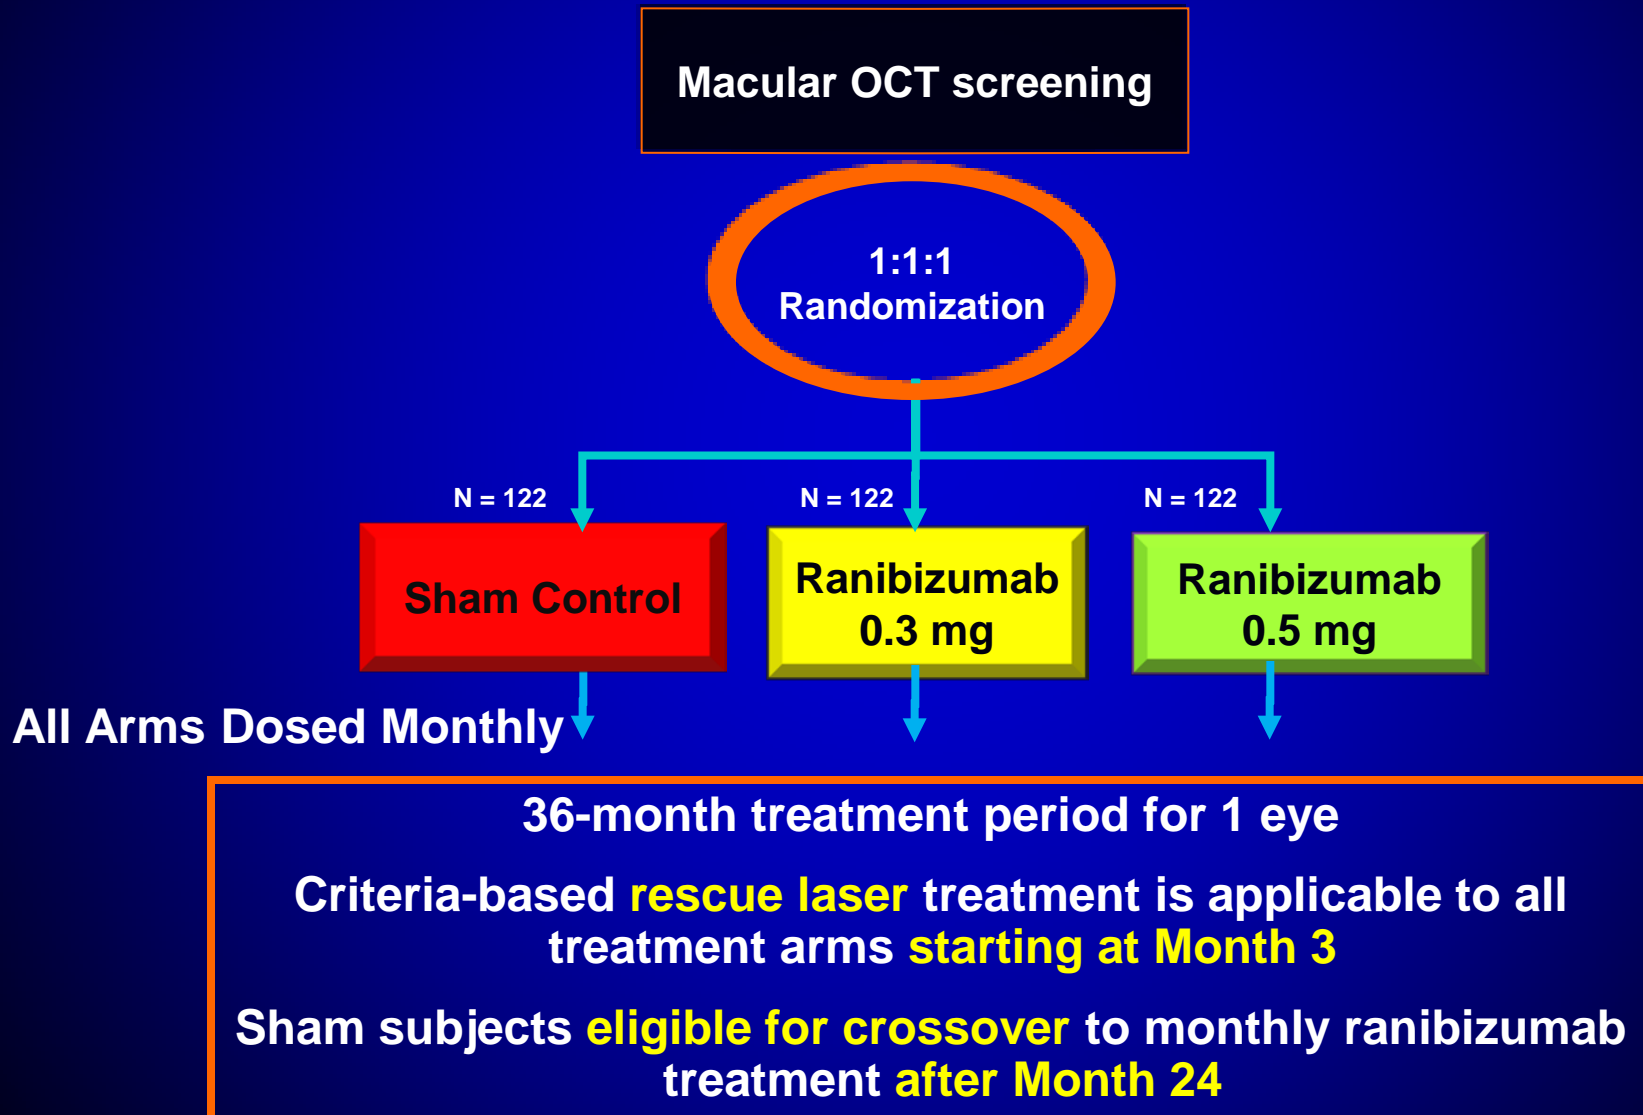 Macular OCT screening
1:1:1
Randomization
N = 122
N = 122
N = 122
Sham Control
Ranibizumab
0.3 mg
Ranibizumab
0.5 mg
All Arms Dosed Monthly
36-month treatment period for 1 eye
Criteria-based rescue laser treatment is applicable to all
treatment arms starting at Month 3
Sham subjects eligible for crossover to monthly ranibizumab
treatment after Month 24